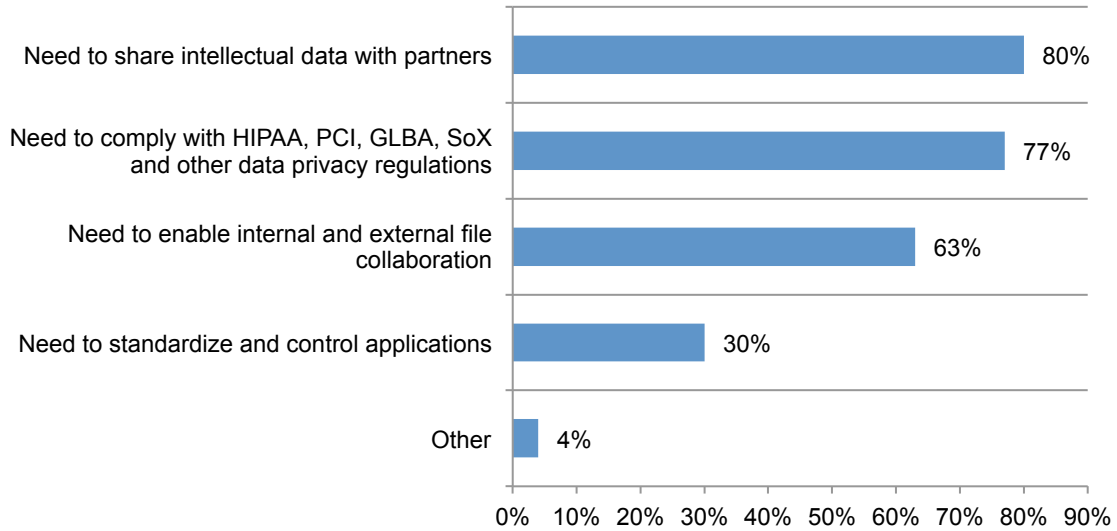 Need to share intellectual data with partners
80%
Need to comply with HIPAA, PCI, GLBA, SoX
and other data privacy regulations
77%
Need to enable internal and external file
collaboration
63%
Need to standardize and control applications
30%
Other
4%
0% 10% 20% 30% 40% 50% 60% 70% 80% 90%